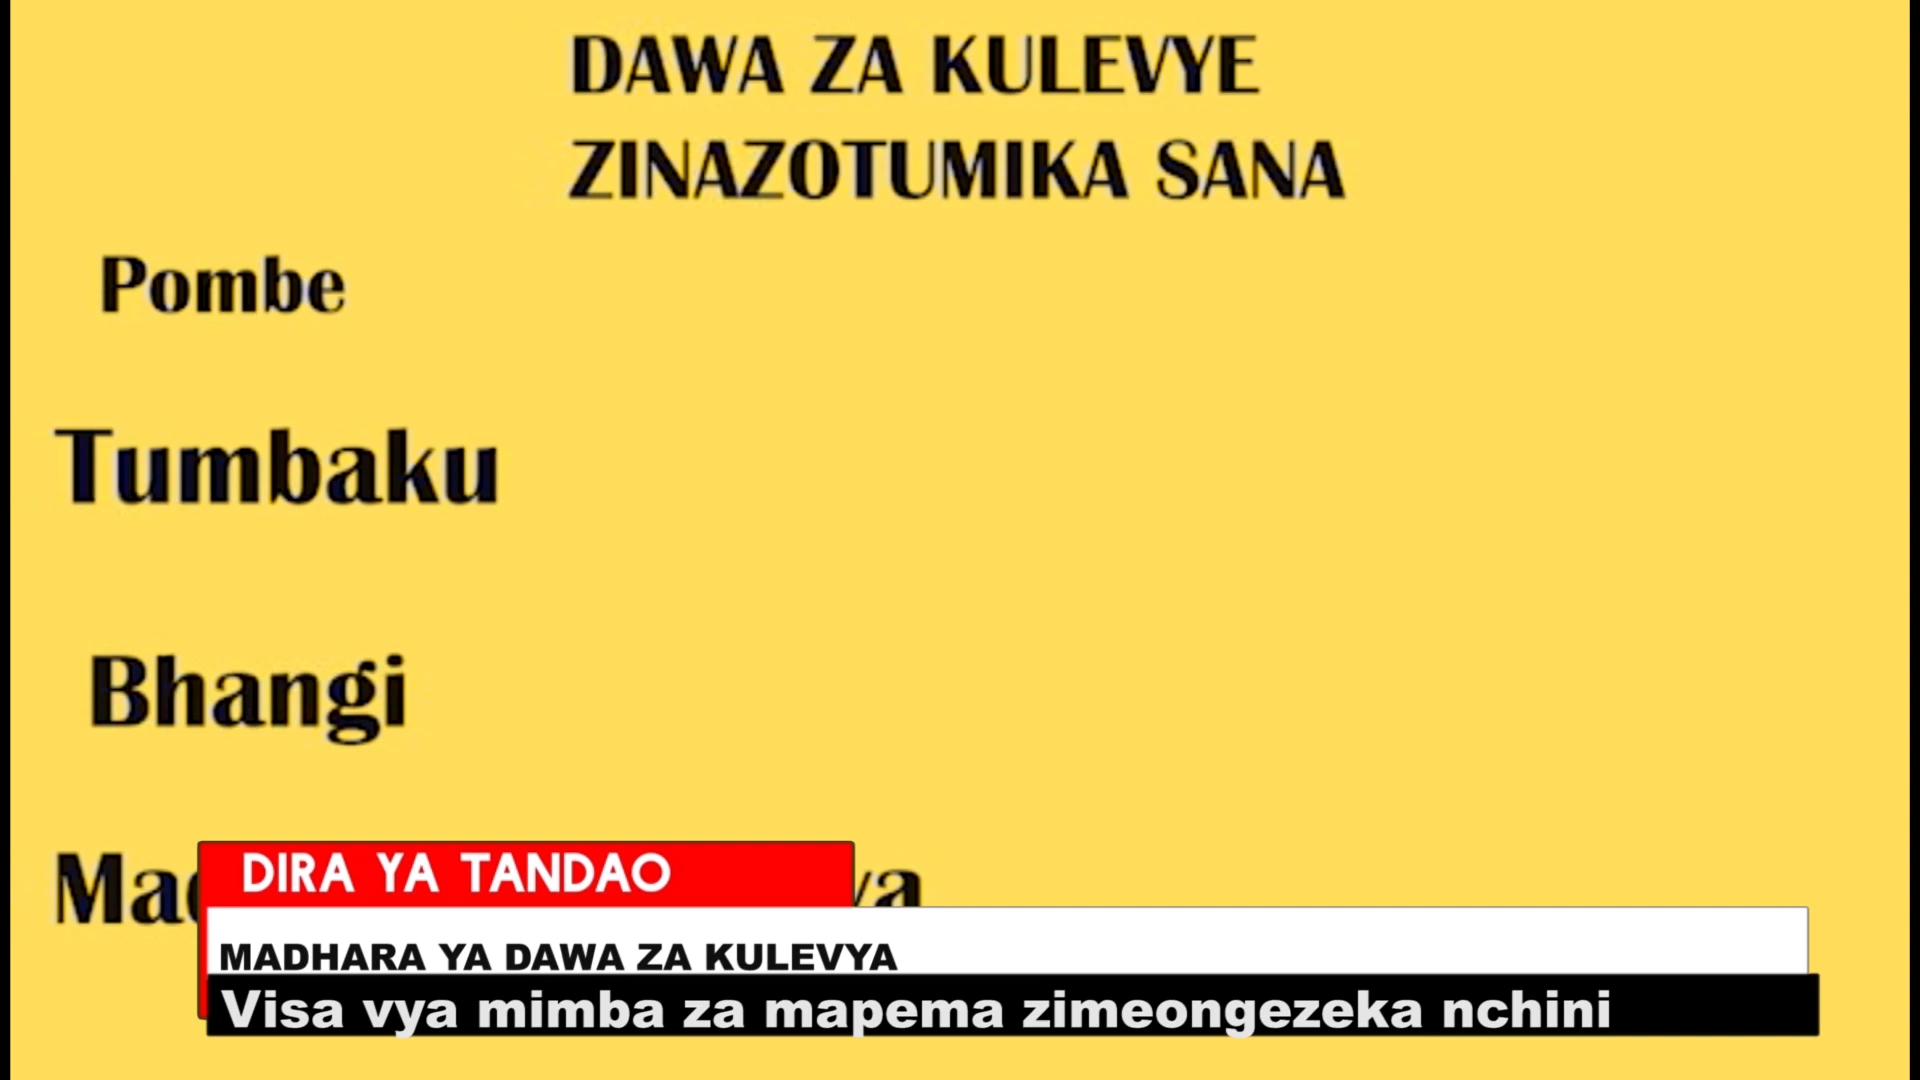 DAWA ZA KULEVYE
ZINAZOTUMIKA SANA
Pombe
Tumbaku
Bhangi
DIRA YA TANDAO
MADHARA YA DAWA ZA KULEVYA
Visa vya mimba za mapema zimeongezeka nchini